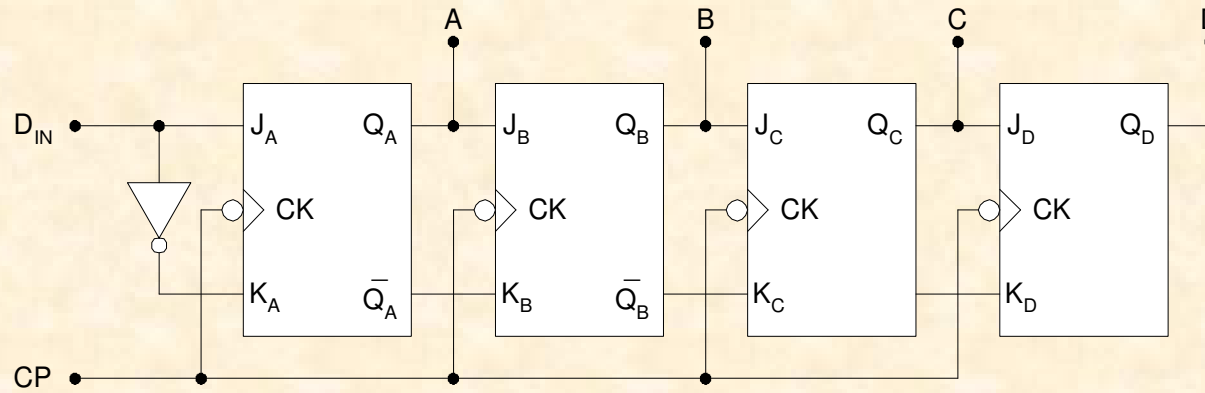 A B C
D_IN J_A Q_A J_B Q_B J_C Q_C J_D Q_D
CK CK CK CK
K_A Q̅_A K_B Q̅_B K_C K_D
CP